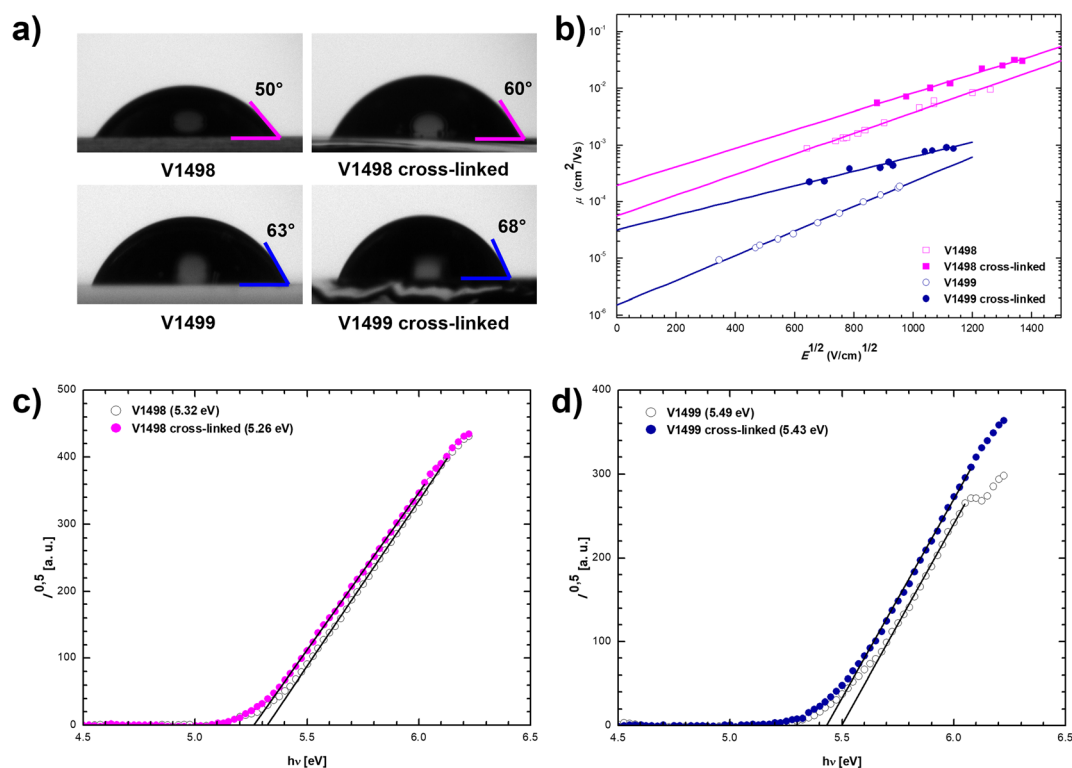 a)
50°
60°
V1498
V1498 cross-linked
63°
68°
V1499
V1499 cross-linked
b)
10⁻¹
10⁻²
10⁻³
10⁻⁴
10⁻⁵
10⁻⁶
μ (cm²/Vs)
V1498
V1498 cross-linked
V1499
V1499 cross-linked
0 200 400 600 800 1000 1200 1400
E^1/2 (V/cm)^1/2
c)
500
400
300
200
100
0
I^0,5 [a. u.]
V1498 (5.32 eV)
V1498 cross-linked (5.26 eV)
4.5 5.0 5.5 6.0 6.5
hν [eV]
d)
400
300
200
100
0
I^0,5 [a. u.]
V1499 (5.49 eV)
V1499 cross-linked (5.43 eV)
4.5 5.0 5.5 6.0 6.5
hν [eV]